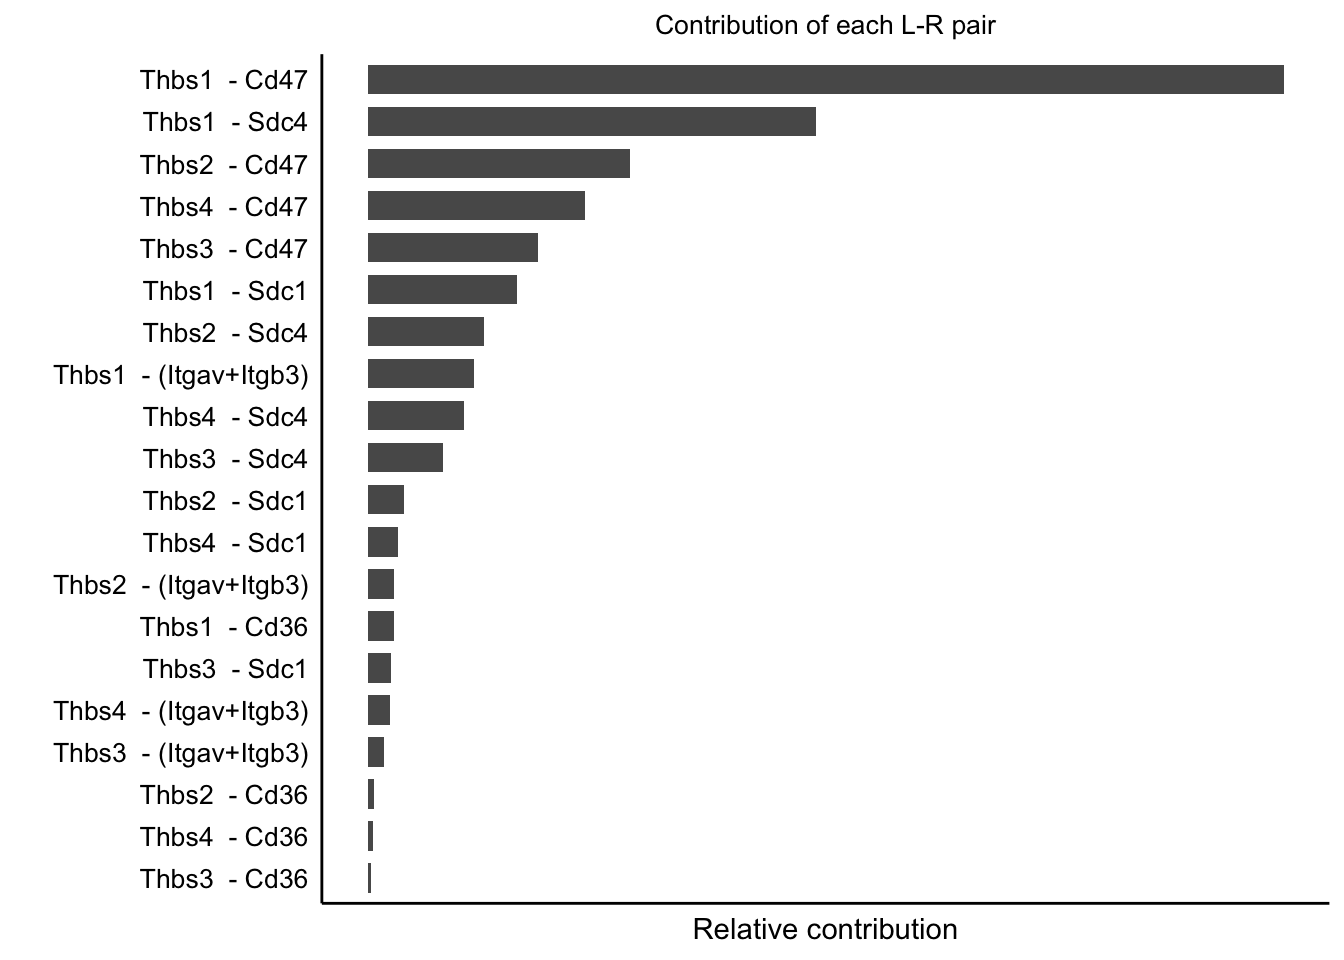 Contribution of each L-R pair
Thbs1 - Cd47
Thbs1 - Sdc4
Thbs2 - Cd47
Thbs4 - Cd47
Thbs3 - Cd47
Thbs1 - Sdc1
Thbs2 - Sdc4
Thbs1 - (Itgav+Itgb3)
Thbs4 - Sdc4
Thbs3 - Sdc4
Thbs2 - Sdc1
Thbs4 - Sdc1
Thbs2 - (Itgav+Itgb3)
Thbs1 - Cd36
Thbs3 - Sdc1
Thbs4 - (Itgav+Itgb3)
Thbs3 - (Itgav+Itgb3)
Thbs2 - Cd36
Thbs4 - Cd36
Thbs3 - Cd36
Relative contribution